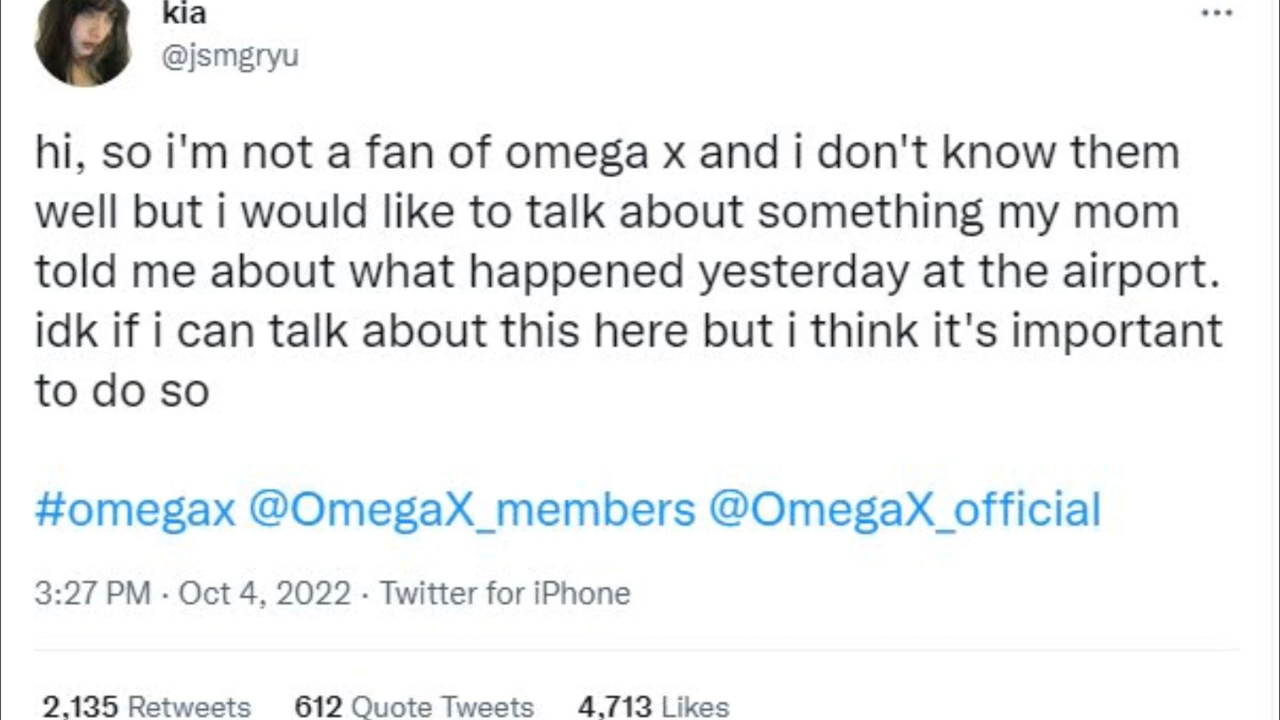 kia
@jsmgryu
hi, so i'm not a fan of omega x and i don't know them
well but i would like to talk about something my mom
told me about what happened yesterday at the airport.
idk if i can talk about this here but i think it's important
to do so
#omegax @OmegaX_members @OmegaX_official
3:27 PM · Oct 4, 2022 · Twitter for iPhone
2,135 Retweets 612 Quote Tweets 4,713 Likes